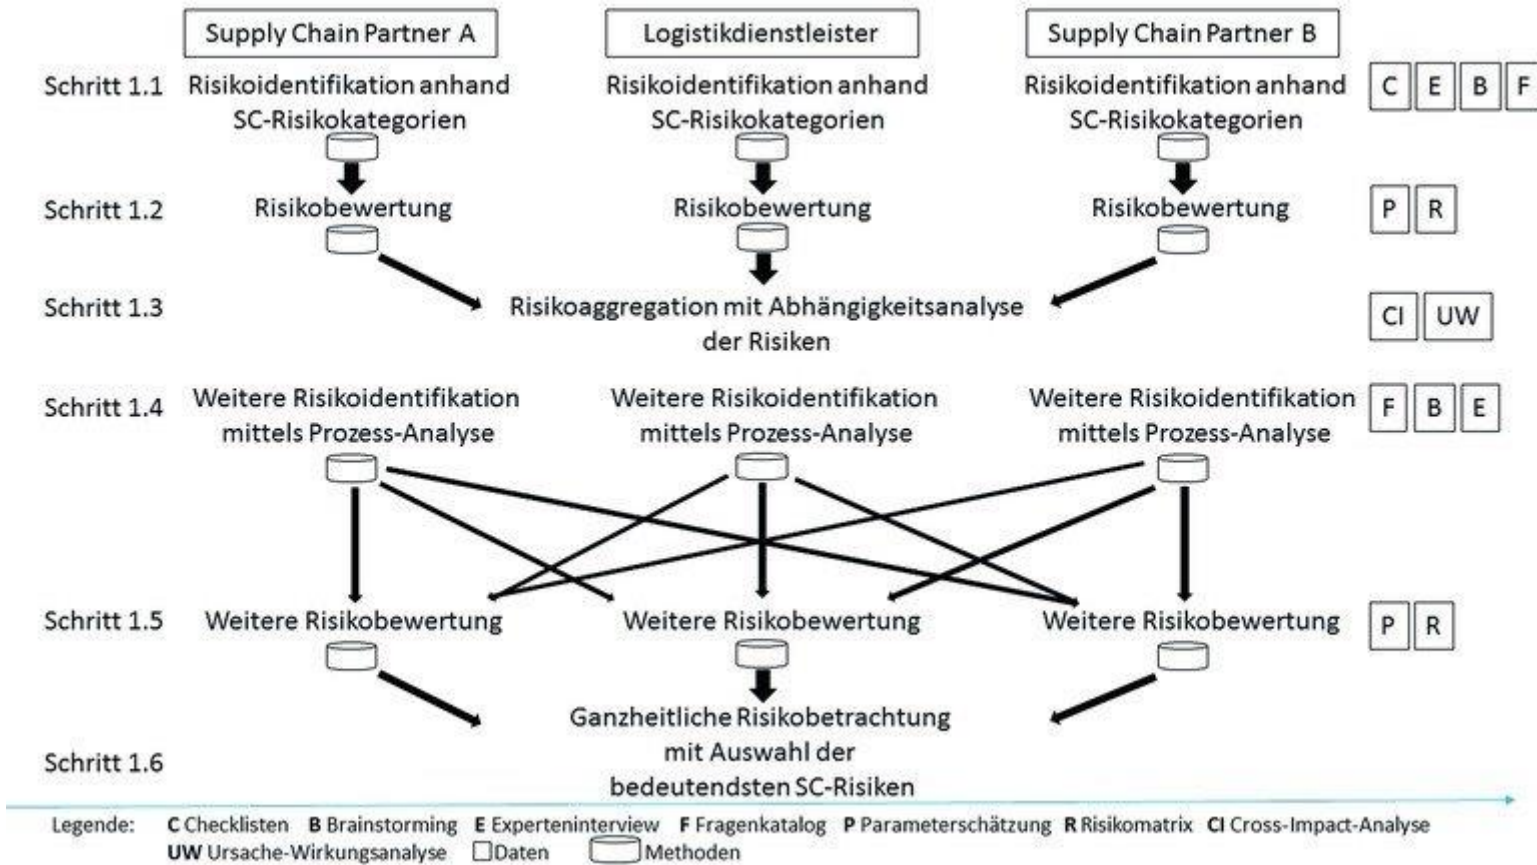 Supply Chain Partner A Logistikdienstleister Supply Chain Partner B
Schritt 1.1 Risikoidentifikation anhand Risikoidentifikation anhand Risikoidentifikation anhand C E B F
SC-Risikokategorien SC-Risikokategorien SC-Risikokategorien
Schritt 1.2 Risikobewertung Risikobewertung Risikobewertung P R
Schritt 1.3 Risikoaggregation mit Abhängigkeitsanalyse CI UW
der Risiken
Schritt 1.4 Weitere Risikoidentifikation Weitere Risikoidentifikation Weitere Risikoidentifikation F B E
mittels Prozess-Analyse mittels Prozess-Analyse mittels Prozess-Analyse
Schritt 1.5 Weitere Risikobewertung Weitere Risikobewertung Weitere Risikobewertung P R
Ganzheitliche Risikobetrachtung
mit Auswahl der
Schritt 1.6
bedeutendsten SC-Risiken
Legende: C Checklisten B Brainstorming E Experteninterview F Fragenkatalog P Parameterschätzung R Risikomatrix CI Cross-Impact-Analyse
UW Ursache-Wirkungsanalyse Daten Methoden